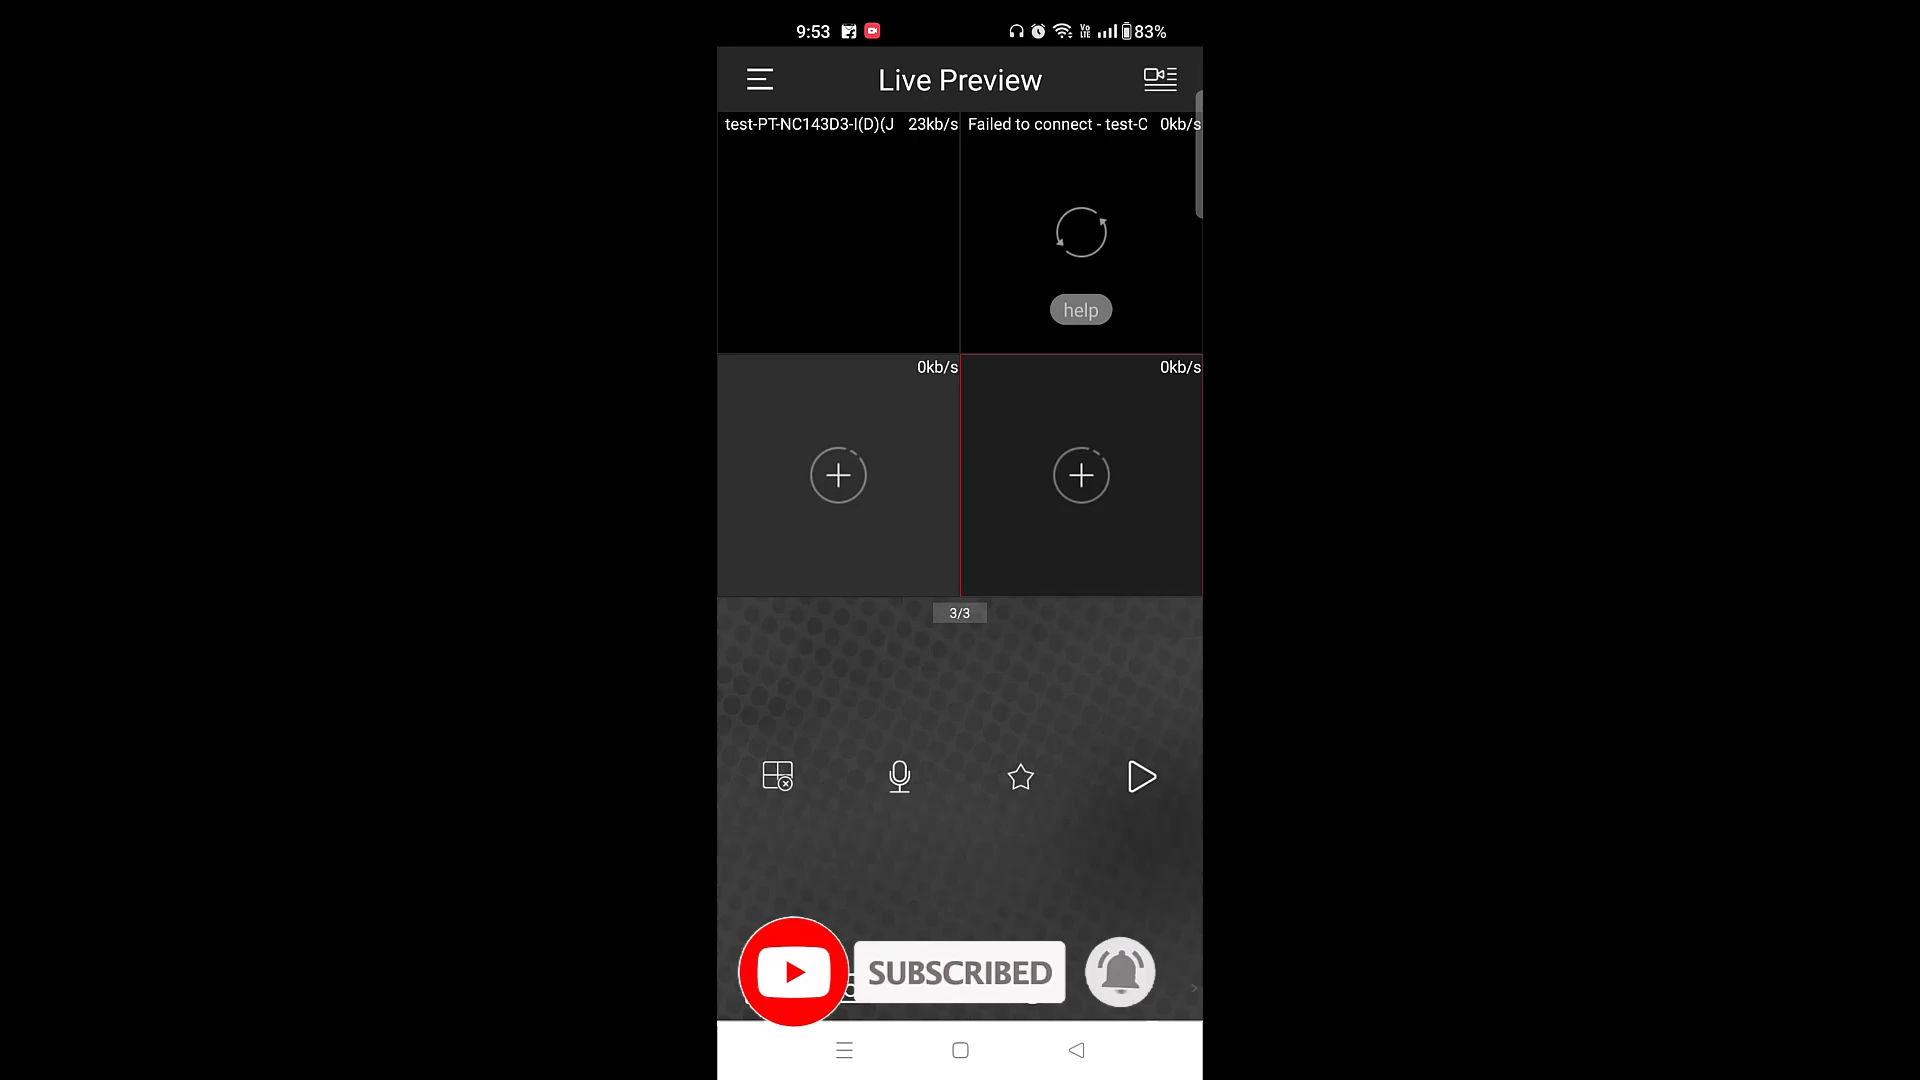 9:53 83%
Live Preview
test-PT-NC143D3-I(D)(J 23kb/s
Failed to connect - test-C 0kb/s
help
0kb/s
0kb/s
3/3
SUBSCRIBED